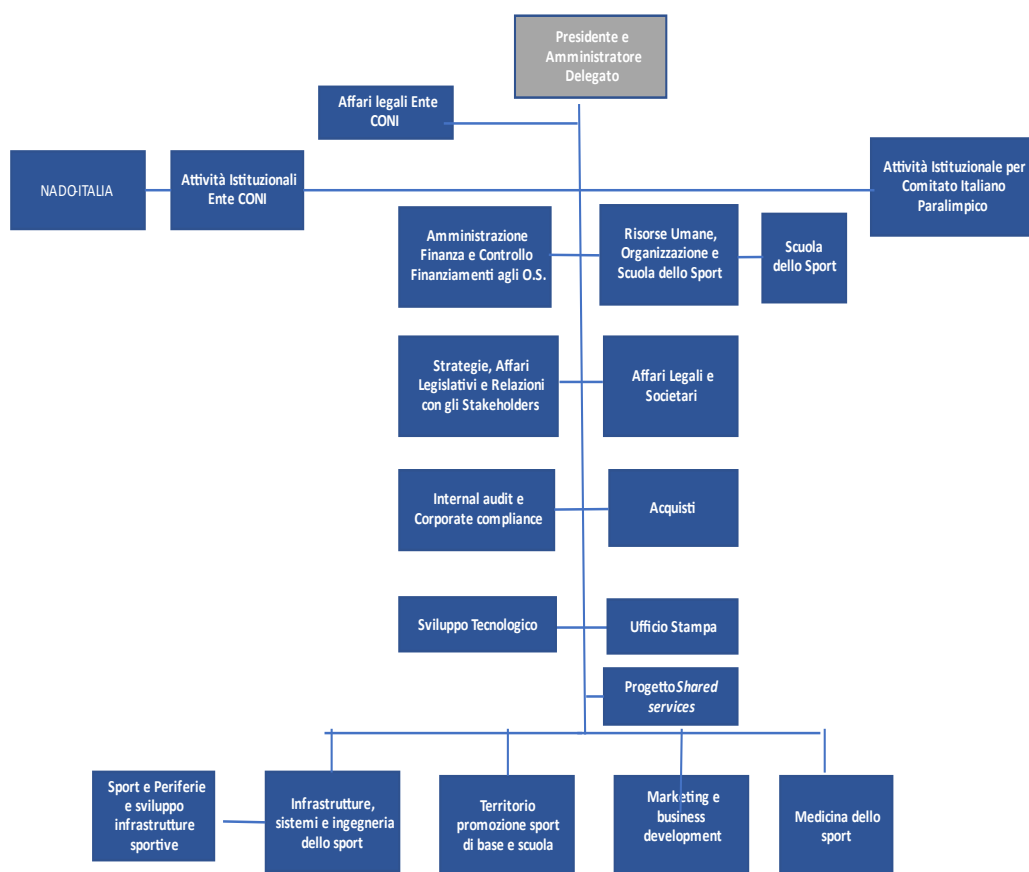 Presidente e
Amministratore
Delegato
Affari legali Ente
CONI
NADO-ITALIA
Attività Istituzionali
Ente CONI
Attività Istituzionale per
Comitato Italiano
Paralimpico
Amministrazione
Finanza e Controllo
Finanziamenti agli O.S.
Risorse Umane,
Organizzazione e
Scuola dello Sport
Scuola
dello Sport
Strategie, Affari
Legislativi e Relazioni
con gli Stakeholders
Affari Legali e
Societari
Internal audit e
Corporate compliance
Acquisti
Sviluppo Tecnologico
Ufficio Stampa
Progetto Shared
services
Sport e Periferie
e sviluppo
infrastrutture
sportive
Infrastrutture,
sistemi e ingegneria
dello sport
Territorio
promozione sport
di base e scuola
Marketing e
business
development
Medicina dello
sport